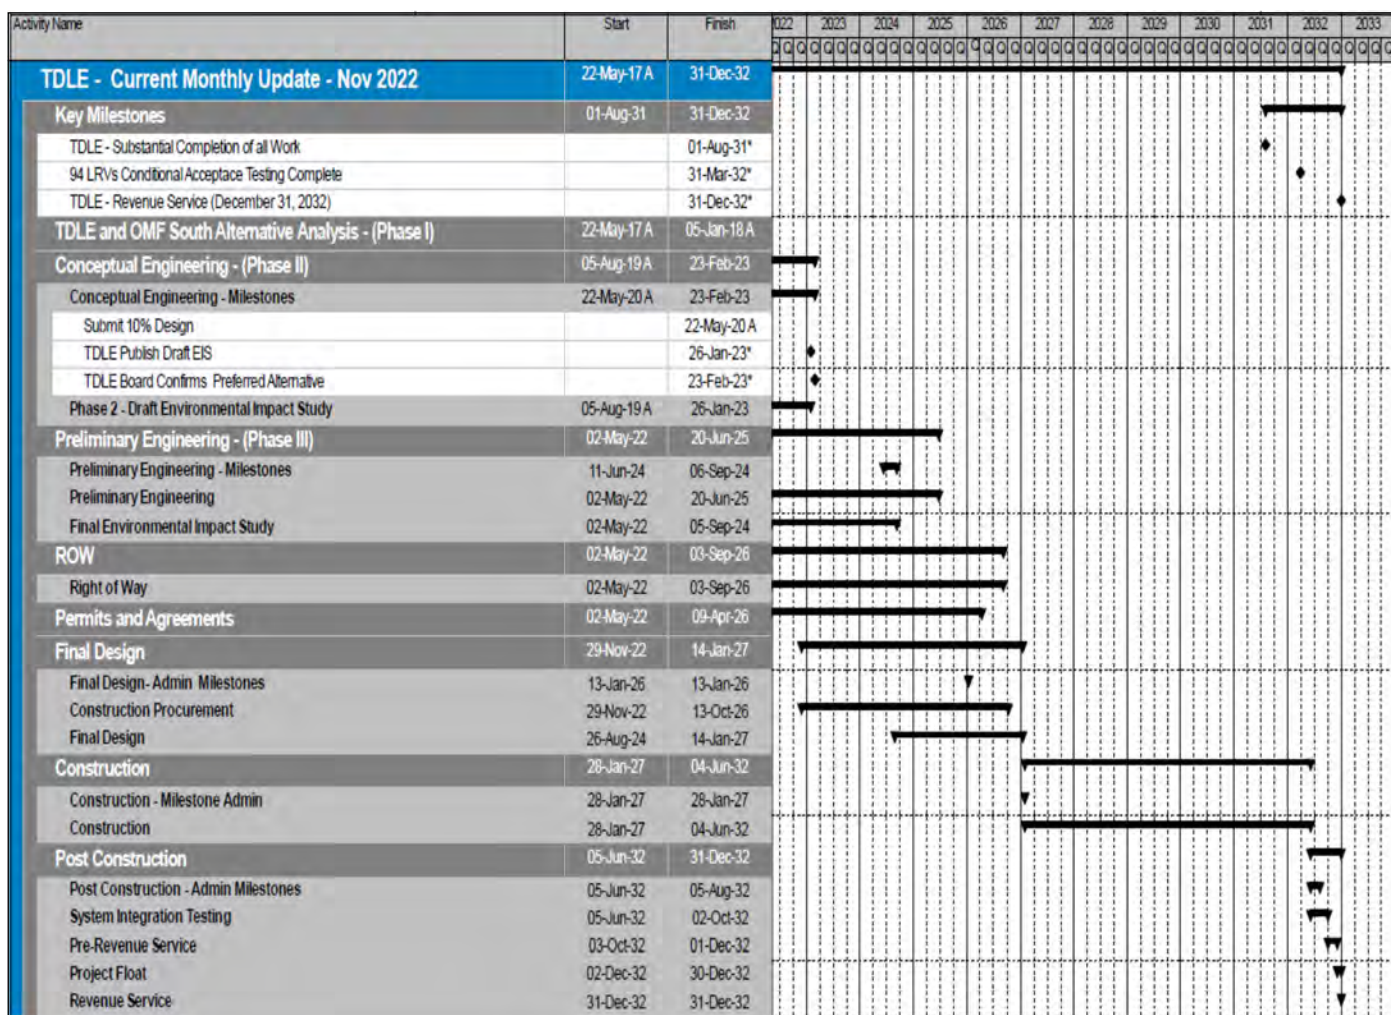 Activity Name Start Finish 2022 2023 2024 2025 2026 2027 2028 2029 2030 2031 2032 2033
Q Q Q Q Q Q Q Q Q Q Q Q Q Q Q Q Q Q Q Q Q Q Q Q Q Q Q Q Q Q Q Q Q Q Q Q Q Q Q Q Q Q Q Q Q Q
TDLE - Current Monthly Update - Nov 2022 22-May-17 A 31-Dec-32
Key Milestones 01-Aug-31 31-Dec-32
TDLE - Substantial Completion of all Work 01-Aug-31*
94 LRVs Conditional Acceptace Testing Complete 31-Mar-32*
TDLE - Revenue Service (December 31, 2032) 31-Dec-32*
TDLE and OMF South Alternative Analysis - (Phase I) 22-May-17 A 05-Jan-18 A
Conceptual Engineering - (Phase II) 05-Aug-19 A 23-Feb-23
Conceptual Engineering - Milestones 22-May-20 A 23-Feb-23
Submit 10% Design 22-May-20 A
TDLE Publish Draft EIS 26-Jan-23*
TDLE Board Confirms Preferred Alternative 23-Feb-23*
Phase 2 - Draft Environmental Impact Study 05-Aug-19 A 26-Jan-23
Preliminary Engineering - (Phase III) 02-May-22 20-Jun-25
Preliminary Engineering - Milestones 11-Jun-24 06-Sep-24
Preliminary Engineering 02-May-22 20-Jun-25
Final Environmental Impact Study 02-May-22 05-Sep-24
ROW 02-May-22 03-Sep-26
Right of Way 02-May-22 03-Sep-26
Permits and Agreements 02-May-22 09-Apr-26
Final Design 29-Nov-22 14-Jan-27
Final Design- Admin Milestones 13-Jan-26 13-Jan-26
Construction Procurement 29-Nov-22 13-Oct-26
Final Design 26-Aug-24 14-Jan-27
Construction 28-Jan-27 04-Jun-32
Construction - Milestone Admin 28-Jan-27 28-Jan-27
Construction 28-Jan-27 04-Jun-32
Post Construction 05-Jun-32 31-Dec-32
Post Construction - Admin Milestones 05-Jun-32 05-Aug-32
System Integration Testing 05-Jun-32 02-Oct-32
Pre-Revenue Service 03-Oct-32 01-Dec-32
Project Float 02-Dec-32 30-Dec-32
Revenue Service 31-Dec-32 31-Dec-32